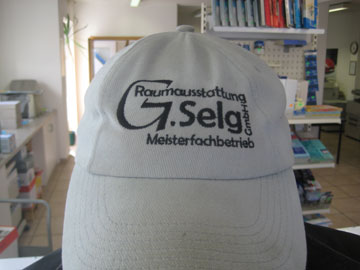 Raumausstattung
G.Selg GmbH
Meisterfachbetrieb